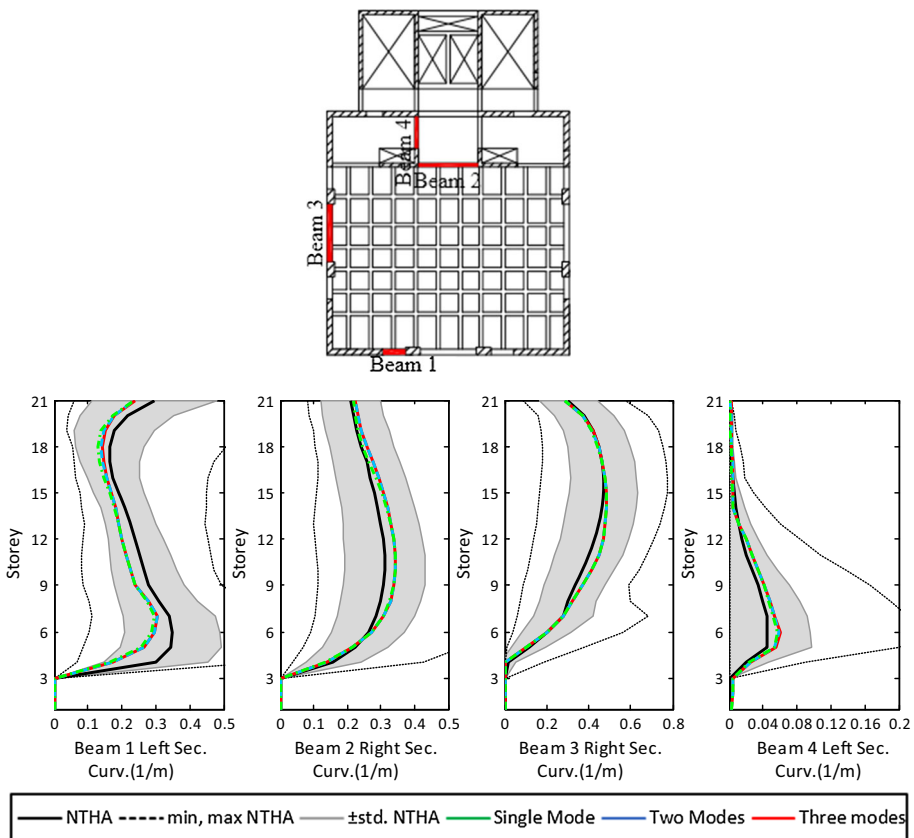 Beam 4
Beam 2
Beam 3
Beam 1
21
18
15
12
9
6
3
Storey
0 0.1 0.2 0.3 0.4 0.5
Beam 1 Left Sec.
Curv.(1/m)
21
18
15
12
9
6
3
Storey
0 0.1 0.2 0.3 0.4 0.5
Beam 2 Right Sec.
Curv.(1/m)
21
18
15
12
9
6
3
Storey
0 0.2 0.4 0.6 0.8
Beam 3 Right Sec.
Curv.(1/m)
21
18
15
12
9
6
3
Storey
0 0.04 0.08 0.12 0.16 0.2
Beam 4 Left Sec.
Curv.(1/m)
NTHA min, max NTHA ±std. NTHA Single Mode Two Modes Three modes